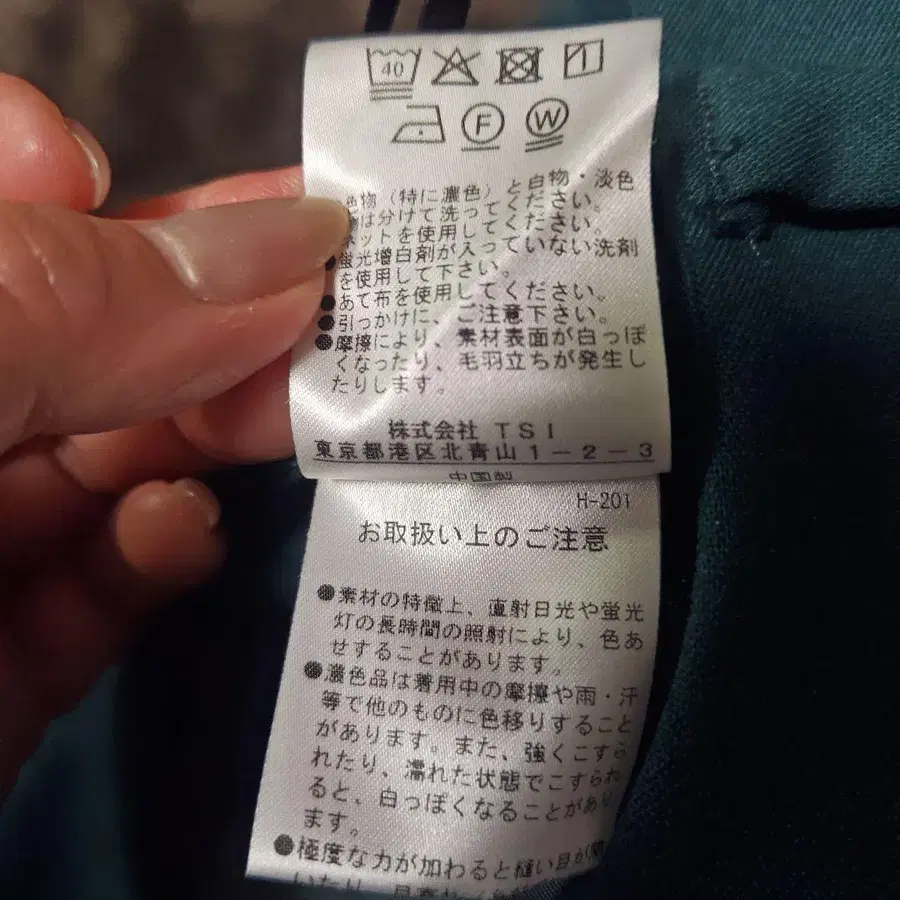 40
F W
色物(特に濃色)と白物・淡色
は分けて洗ってください。
ネットを使用してください。
●蛍光増白剤が入っていない洗剤
を使用して下さい。
●あて布を使用してください。
●引っかけに、ご注意下さい。
●摩擦により、素材表面が白っぽ
くなったり、毛羽立ちが発生し
たりします。
株式会社 TSI
東京都港区北青山1-2-3
中国製
H-201
お取扱い上のご注意
●素材の特徴上、直射日光や蛍光
灯の長時間の照射により、色あ
せすることがあります。
●濃色品は着用中の摩擦や雨・汗
等で他のものに色移りすること
があります。また、強くこすら
れたり、濡れた状態でこすられ
ると、白っぽくなることがあり
ます。
●極度な力が加わると縫い目が
いたり、